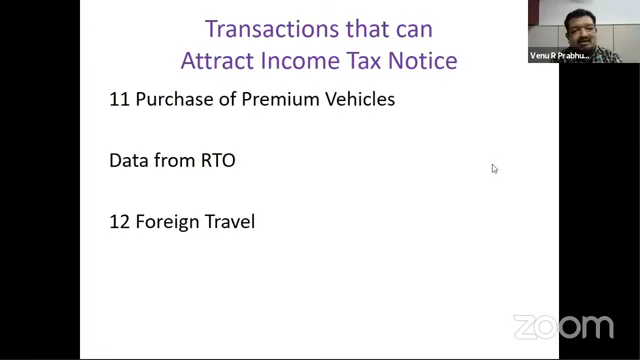 Transactions that can
Attract Income Tax Notice
Venu R Prabhu...
11 Purchase of Premium Vehicles
Data from RTO
12 Foreign Travel
zoom